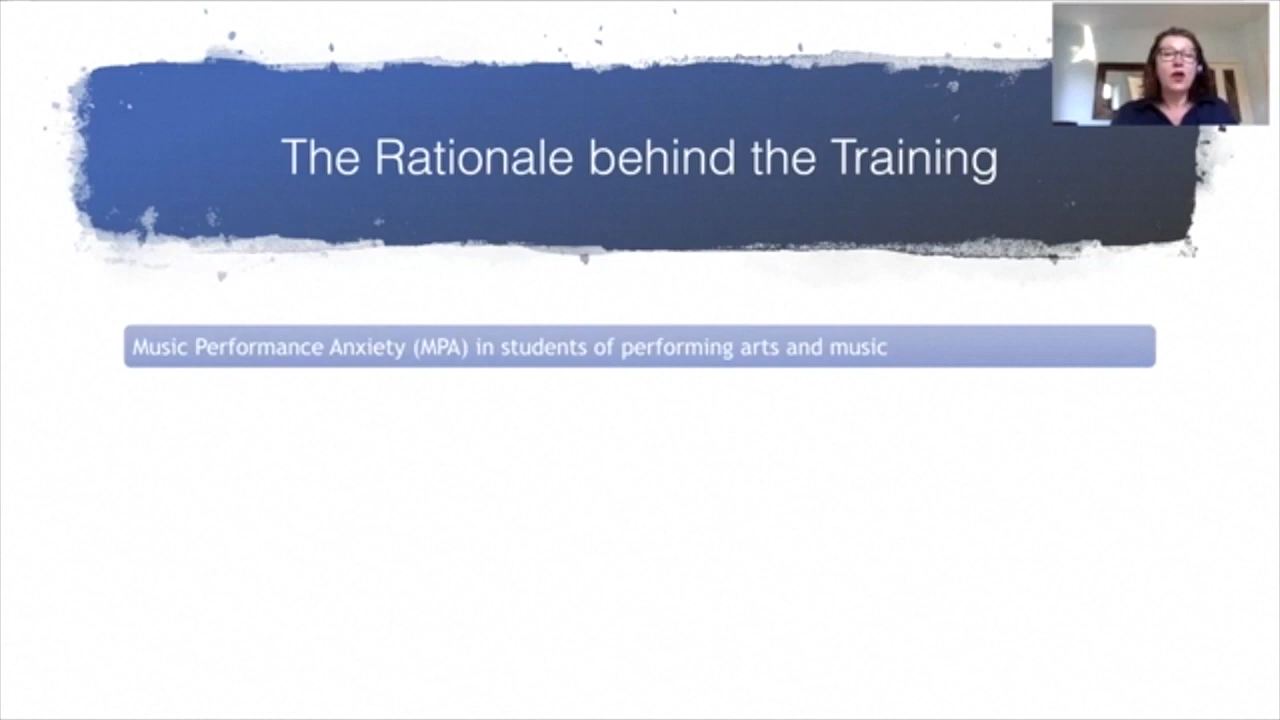 The Rationale behind the Training
Music Performance Anxiety (MPA) in students of performing arts and music